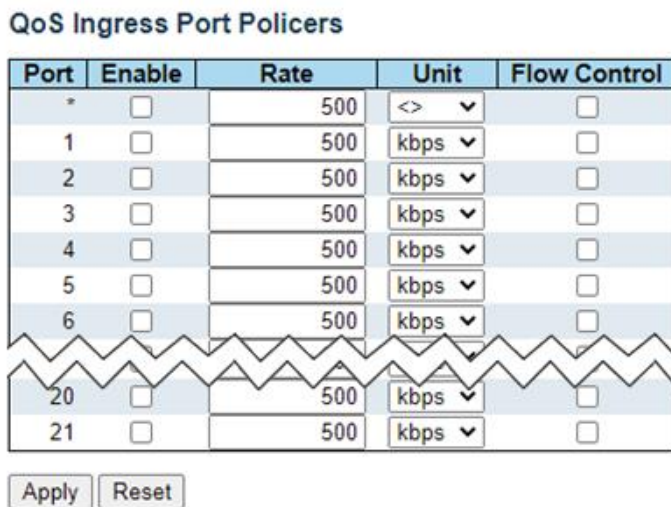 QoS Ingress Port Policers
Port Enable Rate Unit Flow Control
* 500 <>
1 500 kbps
2 500 kbps
3 500 kbps
4 500 kbps
5 500 kbps
6 500 kbps
20 500 kbps
21 500 kbps
Apply Reset